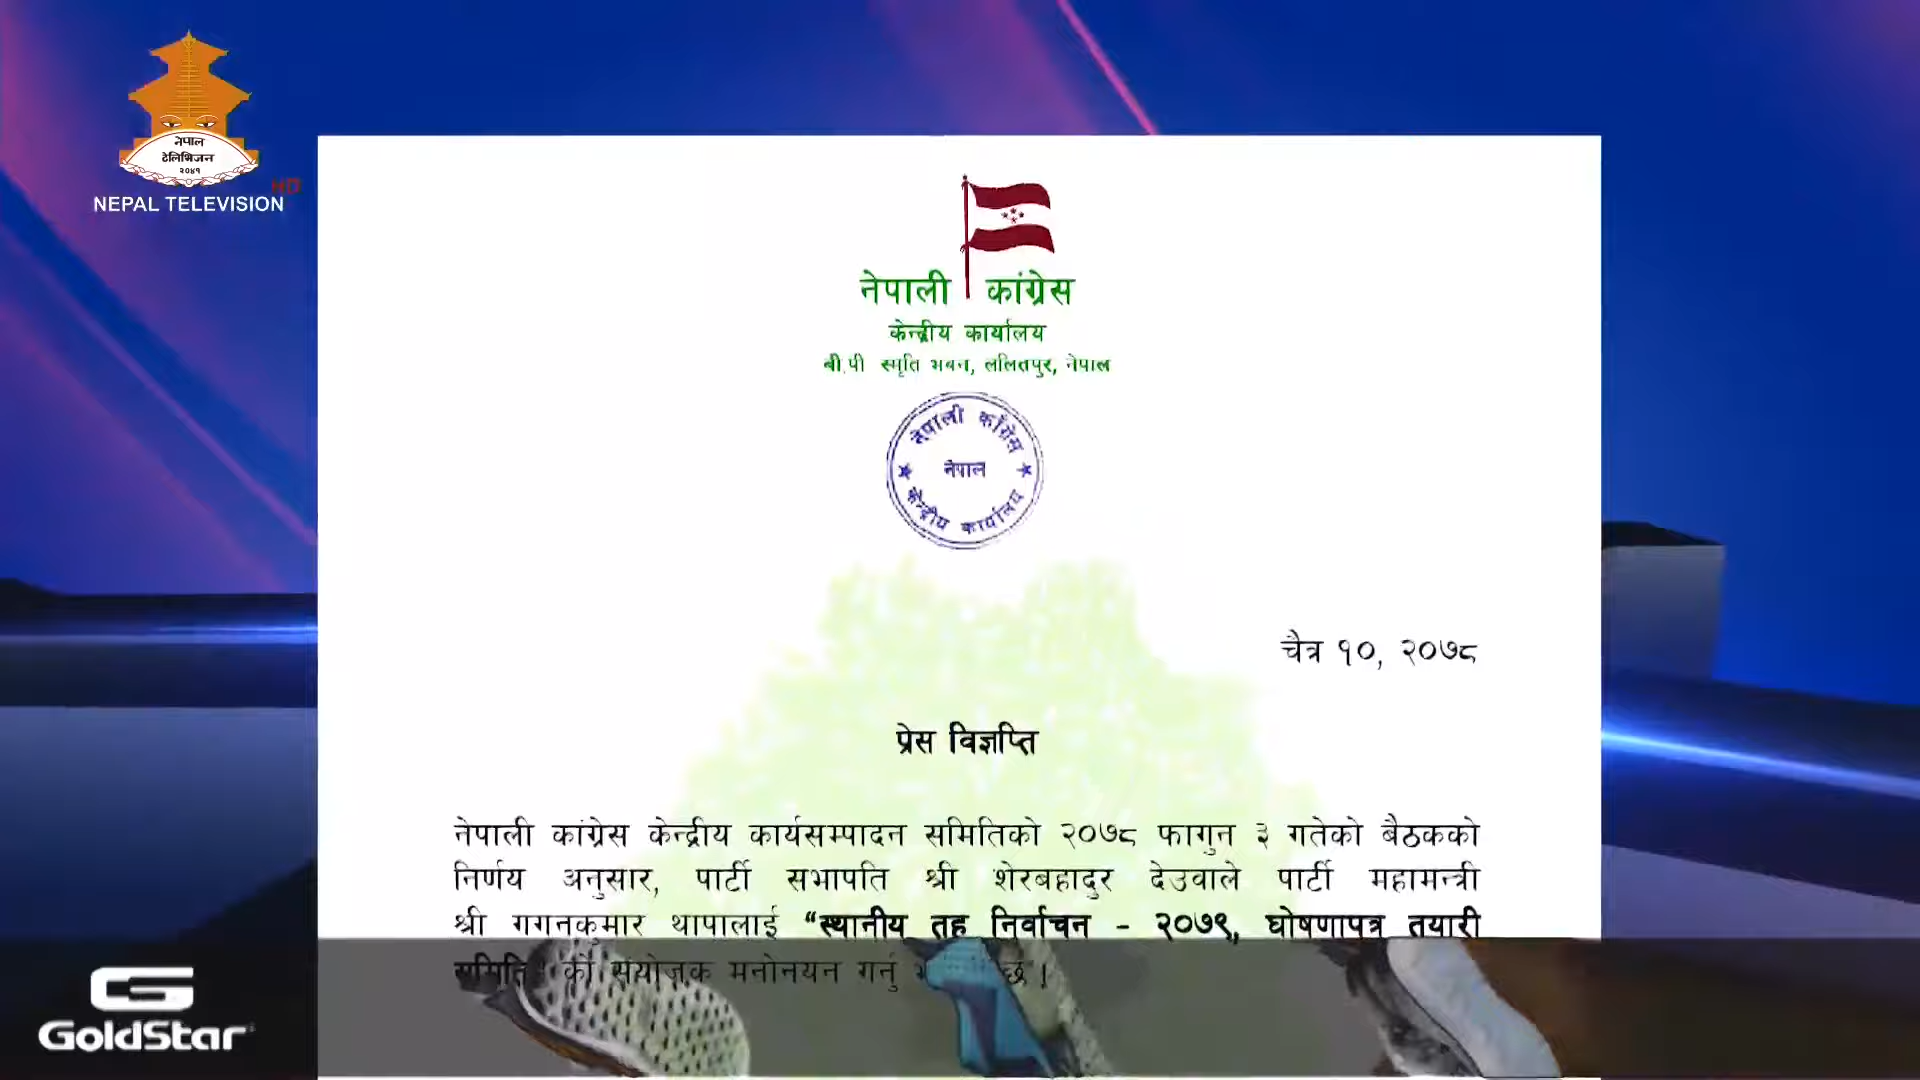 नेपाल
टेलिभिजन
२०४१
HD
NEPAL TELEVISION
नेपाली कांग्रेस
केन्द्रीय कार्यालय
बी.पी स्मृति भवन, ललितपुर, नेपाल
नेपाली काँग्रेस
नेपाल
केन्द्रीय कार्यालय
चैत्र १०, २०७८
प्रेस विज्ञप्ति
नेपाली कांग्रेस केन्द्रीय कार्यसम्पादन समितिको २०७८ फागुन ३ गतेको बैठकको
निर्णय अनुसार, पार्टी सभापति श्री शेरबहादुर देउवाले पार्टी महामन्त्री
श्री गगनकुमार थापालाई “स्थानीय तह निर्वाचन - २०७९, घोषणापत्र तयारी
समिति को संयोजक मनोनयन गर्नु छ।
GoldStar